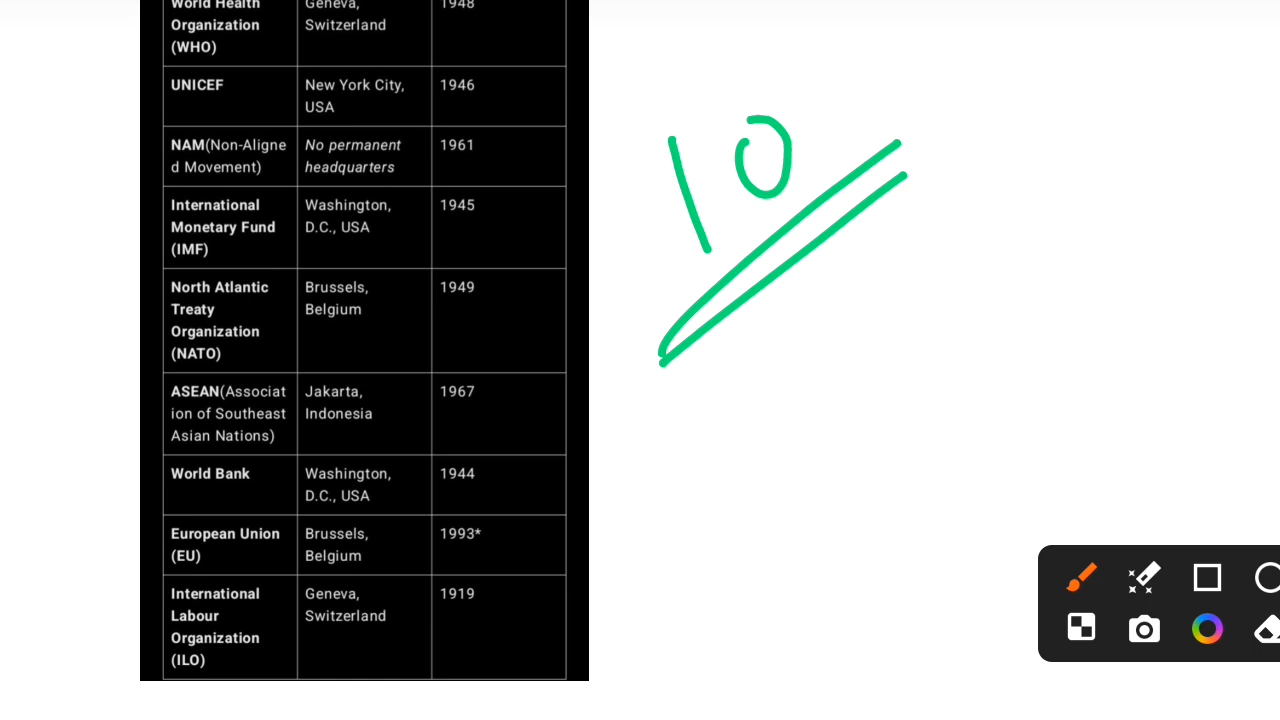 World Health
Organization
(WHO)
Geneva,
Switzerland
1948
UNICEF
New York City,
USA
1946
NAM(Non-Aligne
d Movement)
No permanent
headquarters
1961
International
Monetary Fund
(IMF)
Washington,
D.C., USA
1945
North Atlantic
Treaty
Organization
(NATO)
Brussels,
Belgium
1949
ASEAN(Associat
ion of Southeast
Asian Nations)
Jakarta,
Indonesia
1967
World Bank
Washington,
D.C., USA
1944
European Union
(EU)
Brussels,
Belgium
1993*
International
Labour
Organization
(ILO)
Geneva,
Switzerland
1919
10